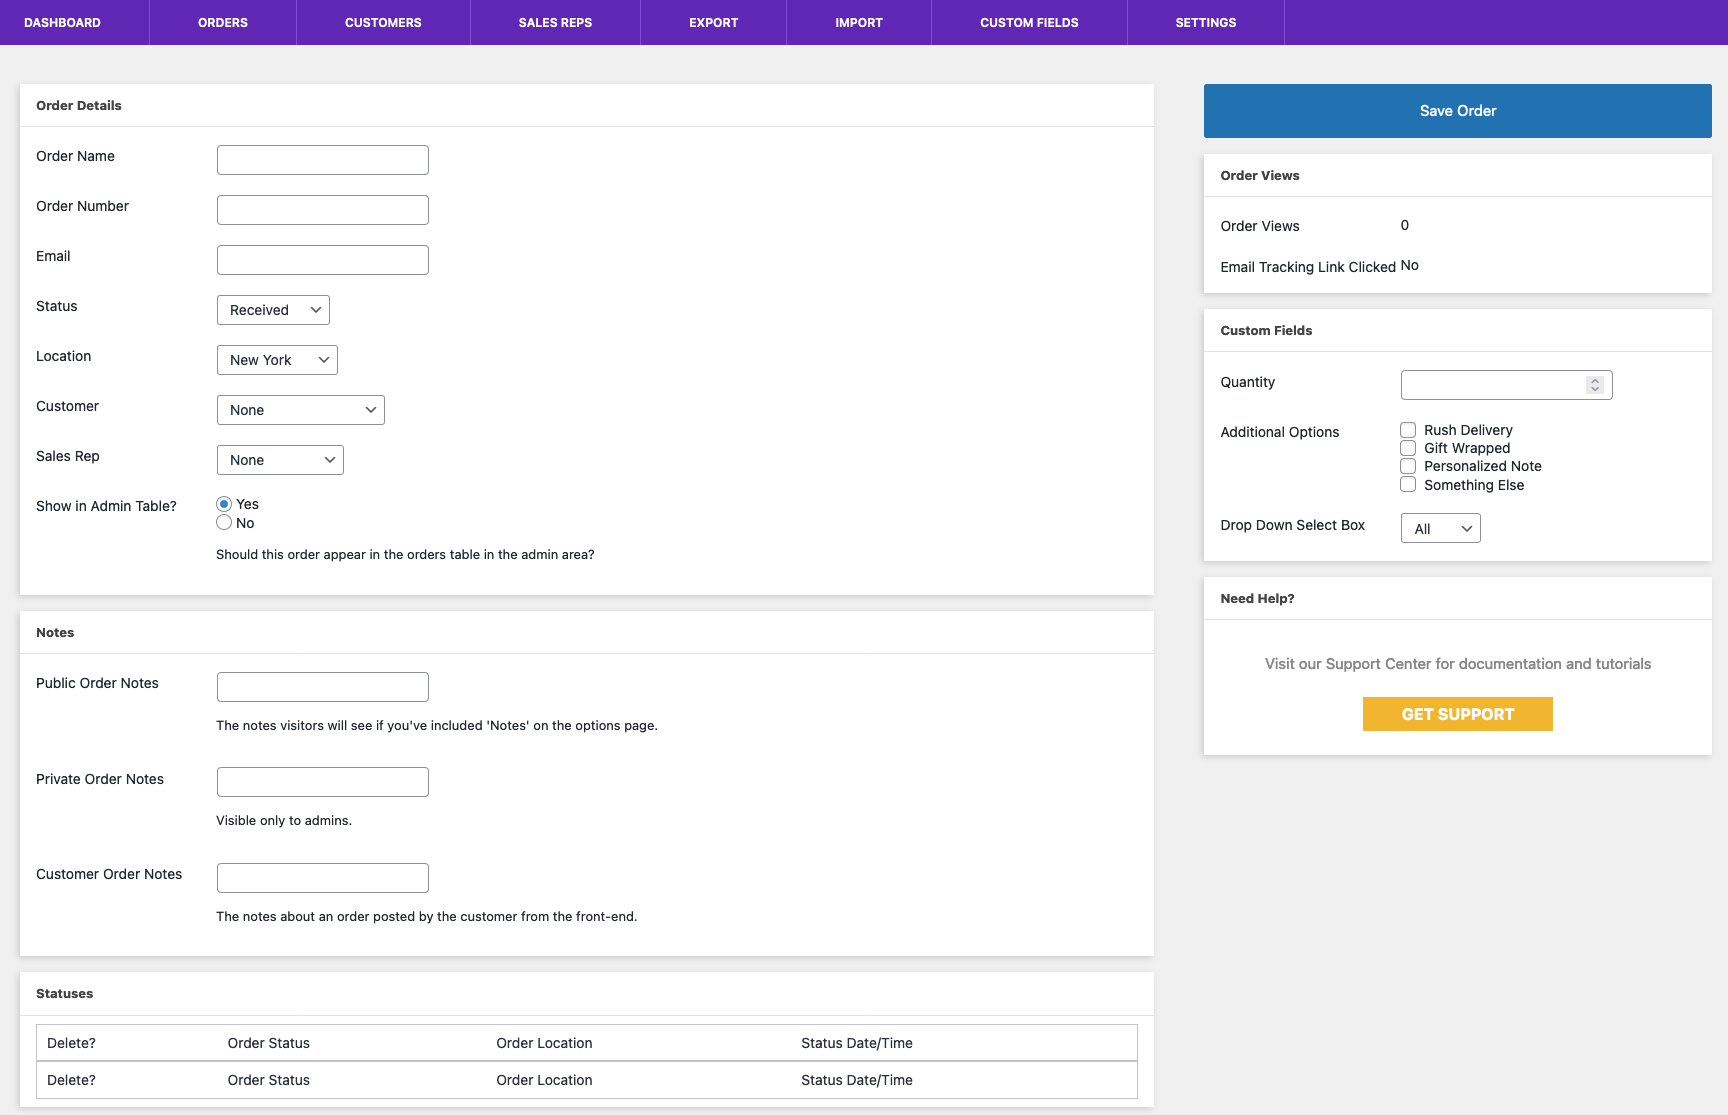 DASHBOARD ORDERS CUSTOMERS SALES REPS EXPORT IMPORT CUSTOM FIELDS SETTINGS
Order Details
Order Name
Order Number
Email
Status Received
Location New York
Customer None
Sales Rep None
Show in Admin Table? Yes
No
Should this order appear in the orders table in the admin area?
Notes
Public Order Notes
The notes visitors will see if you've included 'Notes' on the options page.
Private Order Notes
Visible only to admins.
Customer Order Notes
The notes about an order posted by the customer from the front-end.
Statuses
Delete? Order Status Order Location Status Date/Time
Delete? Order Status Order Location Status Date/Time
Save Order
Order Views
Order Views 0
Email Tracking Link Clicked No
Custom Fields
Quantity
Additional Options Rush Delivery
Gift Wrapped
Personalized Note
Something Else
Drop Down Select Box All
Need Help?
Visit our Support Center for documentation and tutorials
GET SUPPORT